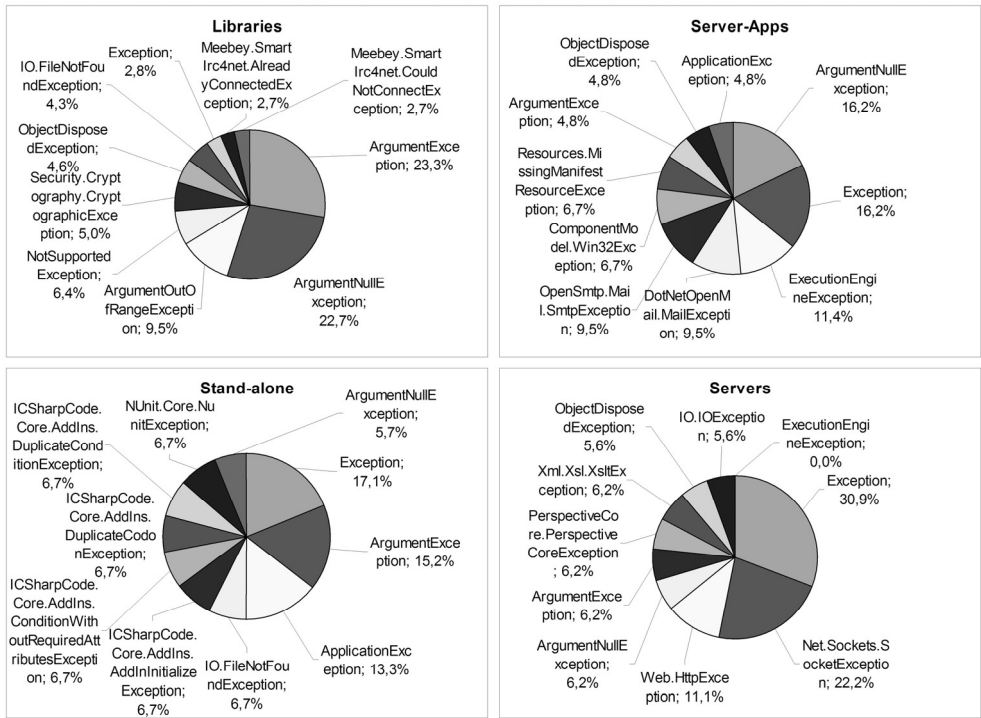 Libraries
Exception;
2,8%
Meebey.Smart
Irc4net.Alread
yConnectedEx
ception; 2,7%
Meebey.Smart
Irc4net.Could
NotConnectEx
ception; 2,7%
IO.FileNotFou
ndException;
4,3%
ObjectDispose
dException;
4,6%
Security.Crypt
ography.Crypt
ographicExce
ption; 5,0%
NotSupported
Exception;
6,4%
ArgumentOutO
fRangeExcepti
on; 9,5%
ArgumentNullE
xception;
22,7%
ArgumentExce
ption; 23,3%
Server-Apps
ObjectDispose
dException;
4,8%
ApplicationExc
eption; 4,8%
ArgumentNullE
xception;
16,2%
ArgumentExce
ption; 4,8%
Resources.Mi
ssingManifest
ResourceExce
ption; 6,7%
Exception;
16,2%
ComponentMo
del.Win32Exc
eption; 6,7%
OpenSmtp.Mai
l.SmtpExceptio
n; 9,5%
DotNetOpenM
ail.MailExcepti
on; 9,5%
ExecutionEngi
neException;
11,4%
Stand-alone
ICSharpCode.
Core.AddIns.
DuplicateCond
itionException;
6,7%
NUnit.Core.Nu
nitException;
6,7%
ArgumentNullE
xception;
5,7%
Exception;
17,1%
ICSharpCode.
Core.AddIns.
DuplicateCodo
nException;
6,7%
ArgumentExce
ption; 15,2%
ICSharpCode.
Core.AddIns.
ConditionWith
outRequiredAtt
ributesExcepti
on; 6,7%
ICSharpCode.
Core.AddIns.
AddInInitialize
Exception;
6,7%
IO.FileNotFou
ndException;
6,7%
ApplicationExc
eption; 13,3%
Servers
ObjectDispose
dException;
5,6%
IO.IOExceptio
n; 5,6%
ExecutionEngi
neException;
0,0%
Exception;
30,9%
Xml.Xsl.XsltEx
ception; 6,2%
PerspectiveCo
re.Perspective
CoreException
; 6,2%
ArgumentExce
ption; 6,2%
ArgumentNullE
xception;
6,2%
Web.HttpExce
ption; 11,1%
Net.Sockets.S
ocketExceptio
n; 22,2%